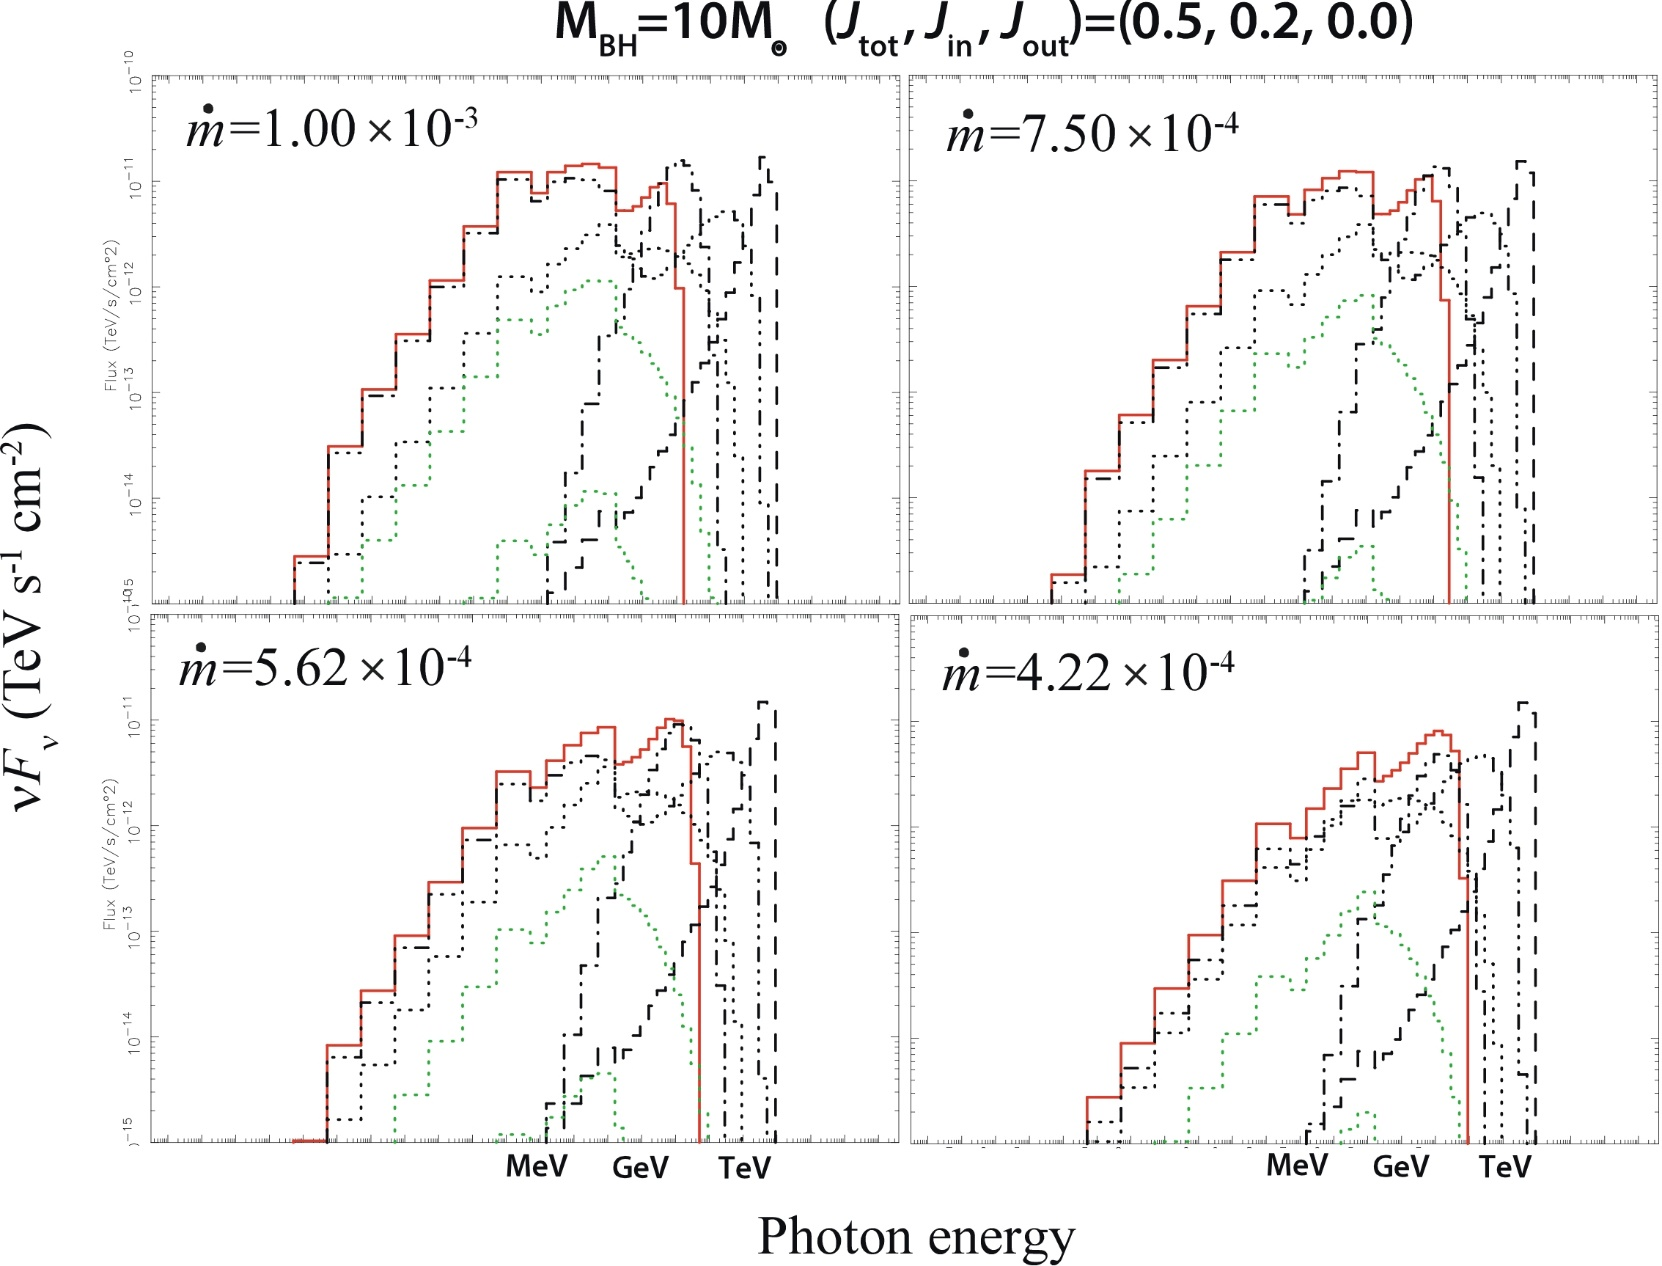 M_BH=10M_☉ (J_tot, J_in, J_out)=(0.5, 0.2, 0.0)
ṁ=1.00×10^-3
ṁ=7.50×10^-4
10^-10
10^-11
10^-12
10^-13
10^-14
Flux (TeV/s/cm^2)
ṁ=5.62×10^-4
ṁ=4.22×10^-4
10^-11
10^-12
10^-13
10^-14
Flux (TeV/s/cm^2)
νF_ν (TeV s^-1 cm^-2)
MeV GeV TeV
MeV GeV TeV
Photon energy